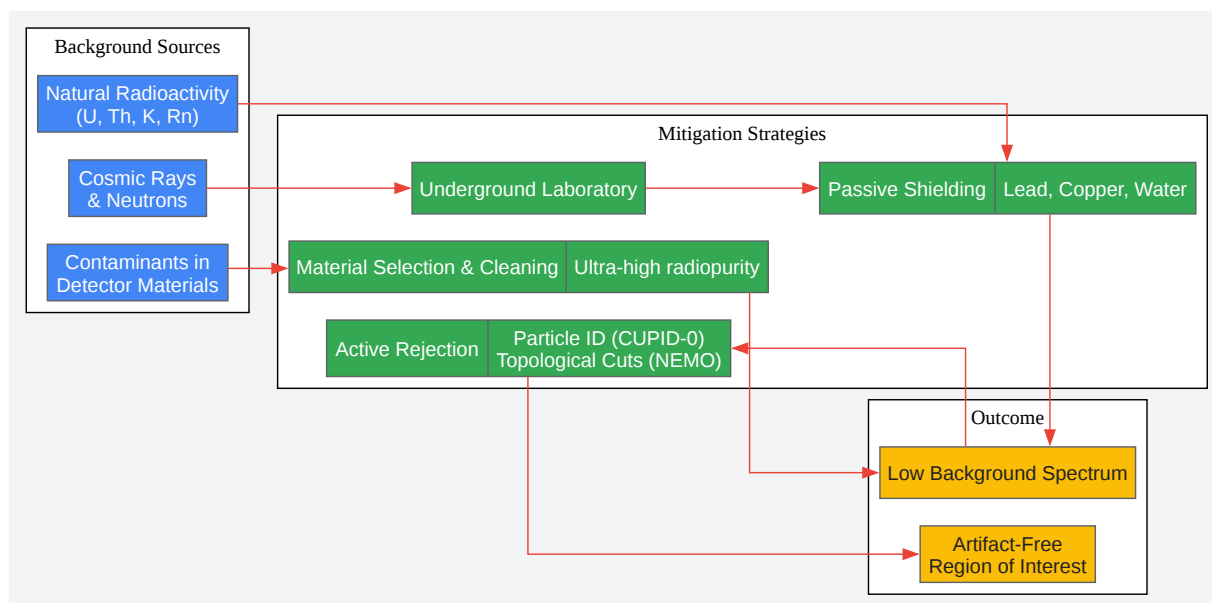 Background Sources
Natural Radioactivity
(U, Th, K, Rn)
Cosmic Rays
& Neutrons
Contaminants in
Detector Materials
Mitigation Strategies
Underground Laboratory
Passive Shielding
Lead, Copper, Water
Material Selection & Cleaning
Ultra-high radiopurity
Active Rejection
Particle ID (CUPID-0)
Topological Cuts (NEMO)
Outcome
Low Background Spectrum
Artifact-Free
Region of Interest